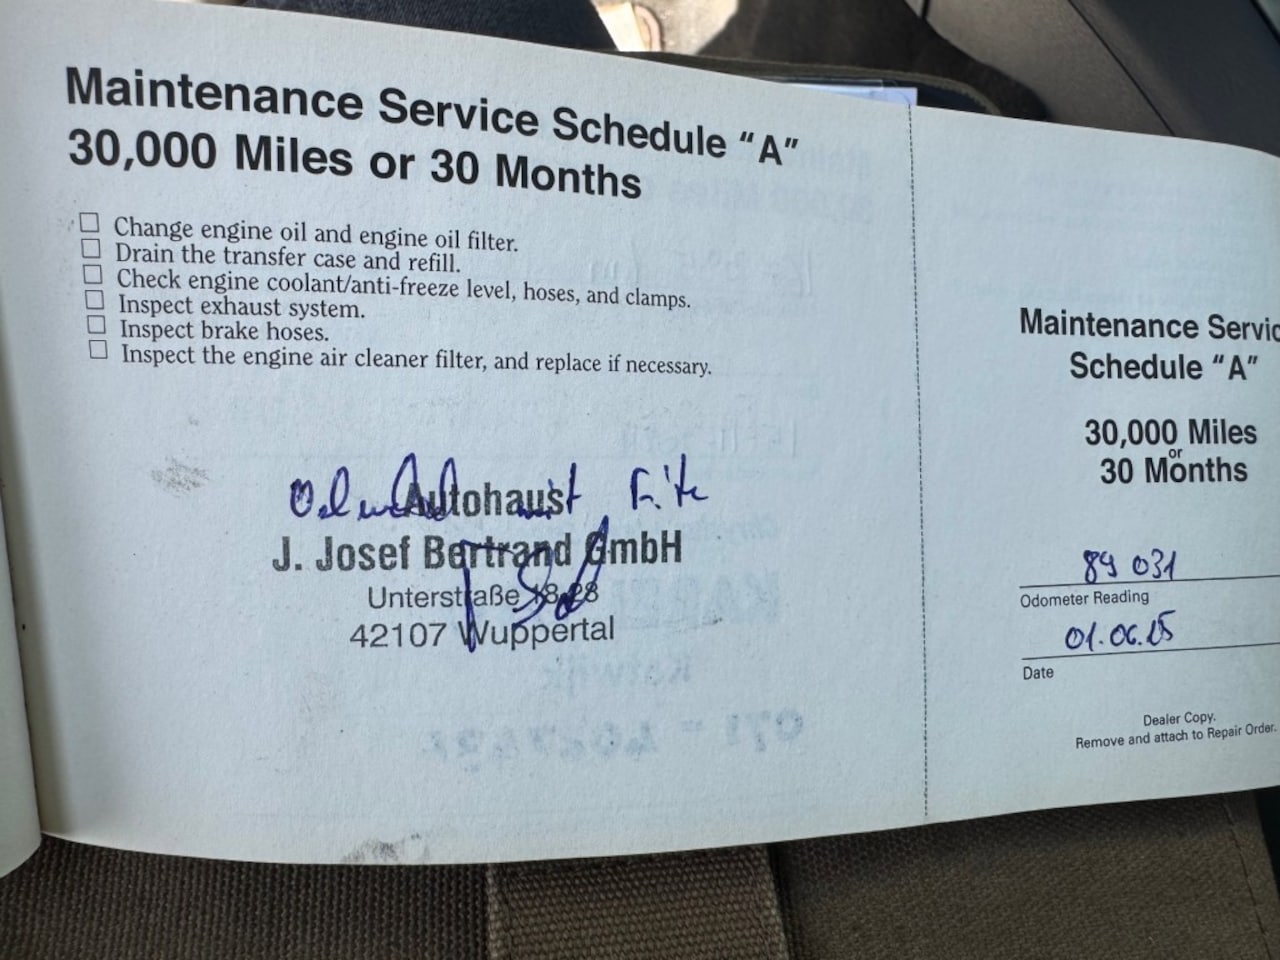 Maintenance Service Schedule “A”
30,000 Miles or 30 Months
Change engine oil and engine oil filter.
Drain the transfer case and refill.
Check engine coolant/anti-freeze level, hoses, and clamps.
Inspect exhaust system.
Inspect brake hoses.
Inspect the engine air cleaner filter, and replace if necessary.
Autohaus
J. Josef Bertrand GmbH
Unterstraße 18-28
42107 Wuppertal
Maintenance Servic
Schedule “A”
30,000 Miles
or
30 Months
89 031
Odometer Reading
01.06.15
Date
Dealer Copy.
Remove and attach to Repair Order.